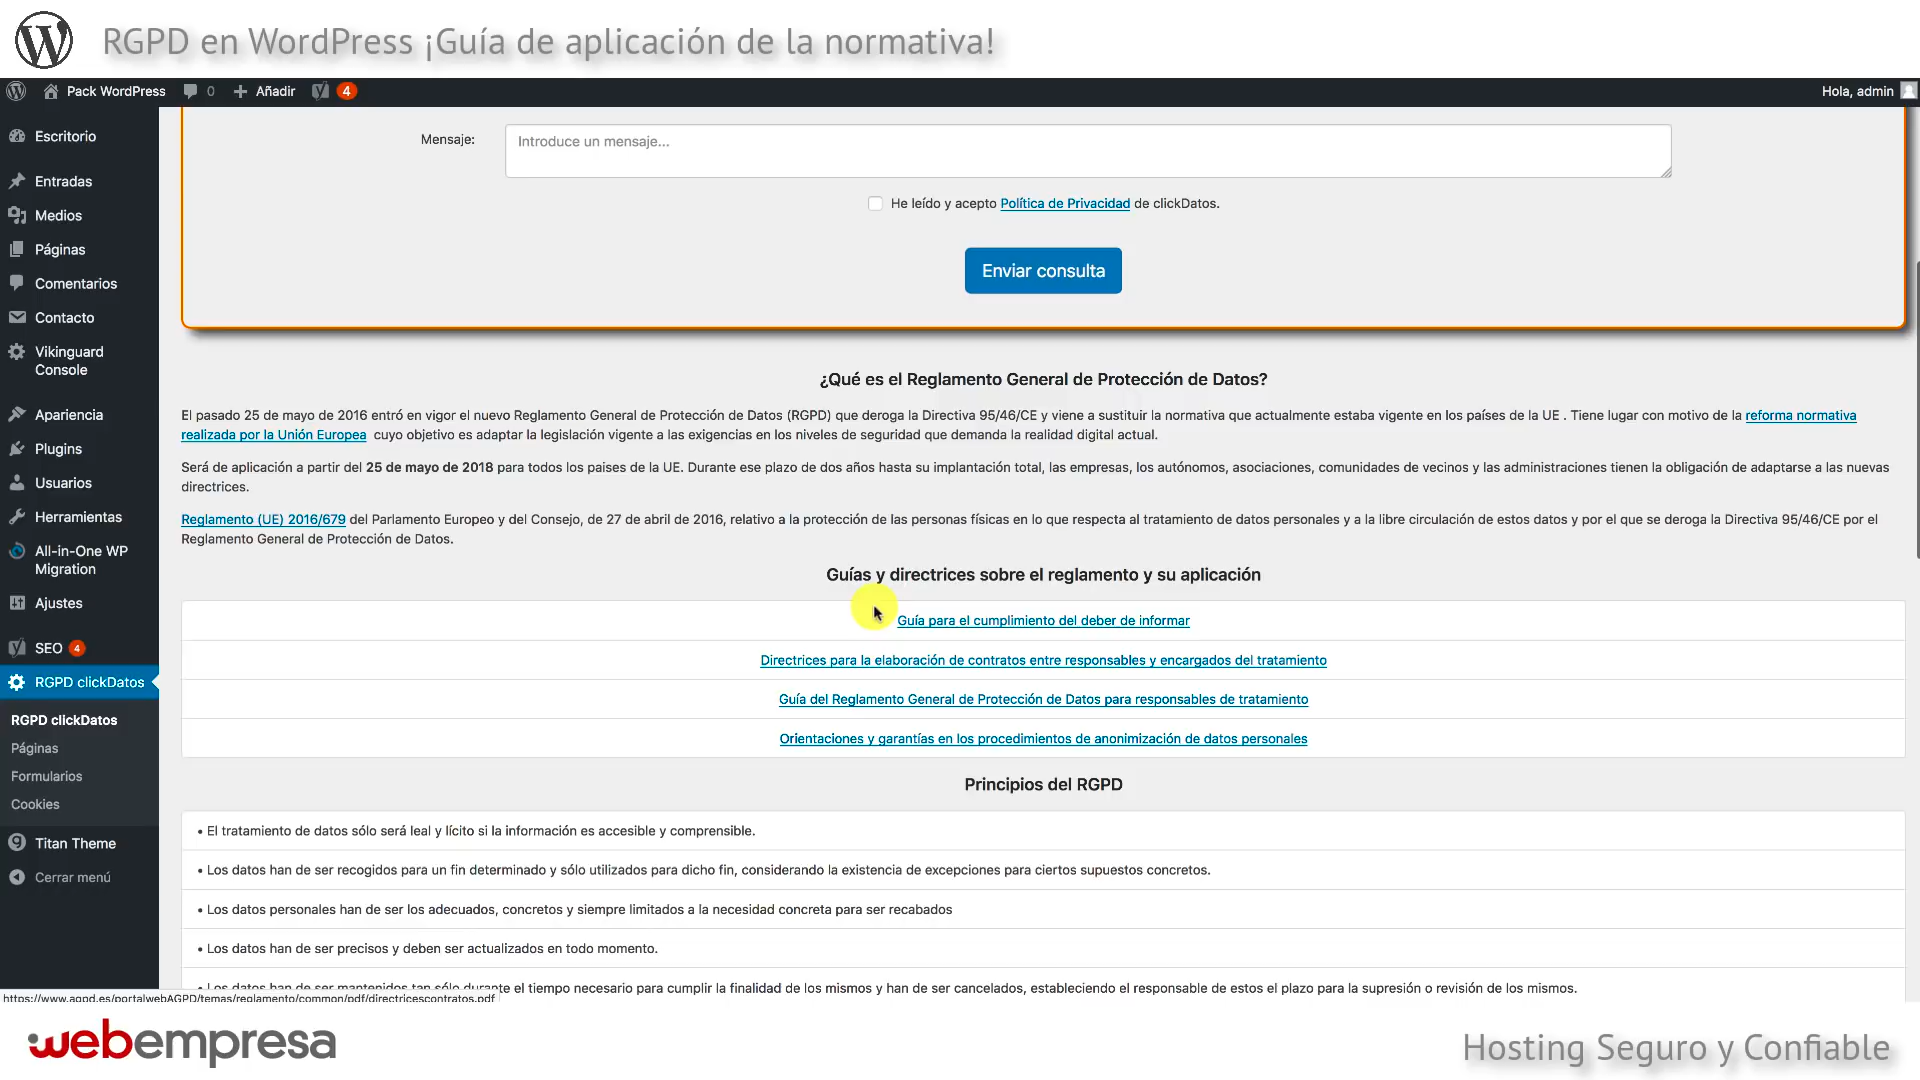 RGPD en WordPress ¡Guía de aplicación de la normativa!
Pack WordPress 0 Añadir 4 Hola, admin
Escritorio
Entradas
Medios
Páginas
Comentarios
Contacto
Vikinguard
Console
Apariencia
Plugins
Usuarios
Herramientas
All-in-One WP
Migration
Ajustes
SEO 4
RGPD clickDatos
RGPD clickDatos
Páginas
Formularios
Cookies
Titan Theme
Cerrar menú
Mensaje: Introduce un mensaje...
He leído y acepto Política de Privacidad de clickDatos.
Enviar consulta
¿Qué es el Reglamento General de Protección de Datos?
El pasado 25 de mayo de 2016 entró en vigor el nuevo Reglamento General de Protección de Datos (RGPD) que deroga la Directiva 95/46/CE y viene a sustituir la normativa que actualmente estaba vigente en los países de la UE . Tiene lugar con motivo de la reforma normativa
realizada por la Unión Europea cuyo objetivo es adaptar la legislación vigente a las exigencias en los niveles de seguridad que demanda la realidad digital actual.
Será de aplicación a partir del 25 de mayo de 2018 para todos los paises de la UE. Durante ese plazo de dos años hasta su implantación total, las empresas, los autónomos, asociaciones, comunidades de vecinos y las administraciones tienen la obligación de adaptarse a las nuevas
directrices.
Reglamento (UE) 2016/679 del Parlamento Europeo y del Consejo, de 27 de abril de 2016, relativo a la protección de las personas físicas en lo que respecta al tratamiento de datos personales y a la libre circulación de estos datos y por el que se deroga la Directiva 95/46/CE por el
Reglamento General de Protección de Datos.
Guías y directrices sobre el reglamento y su aplicación
Guía para el cumplimiento del deber de informar
Directrices para la elaboración de contratos entre responsables y encargados del tratamiento
Guía del Reglamento General de Protección de Datos para responsables de tratamiento
Orientaciones y garantías en los procedimientos de anonimización de datos personales
Principios del RGPD
• El tratamiento de datos sólo será leal y lícito si la información es accesible y comprensible.
• Los datos han de ser recogidos para un fin determinado y sólo utilizados para dicho fin, considerando la existencia de excepciones para ciertos supuestos concretos.
• Los datos personales han de ser los adecuados, concretos y siempre limitados a la necesidad concreta para ser recabados
• Los datos han de ser precisos y deben ser actualizados en todo momento.
• Los datos han de ser mantenidos tan sólo durante el tiempo necesario para cumplir la finalidad de los mismos y han de ser cancelados, estableciendo el responsable de estos el plazo para la supresión o revisión de los mismos.
https://www.agpd.es/portalwebAGPD/temas/reglamento/common/pdf/directricescontratos.pdf
webempresa
Hosting Seguro y Confiable